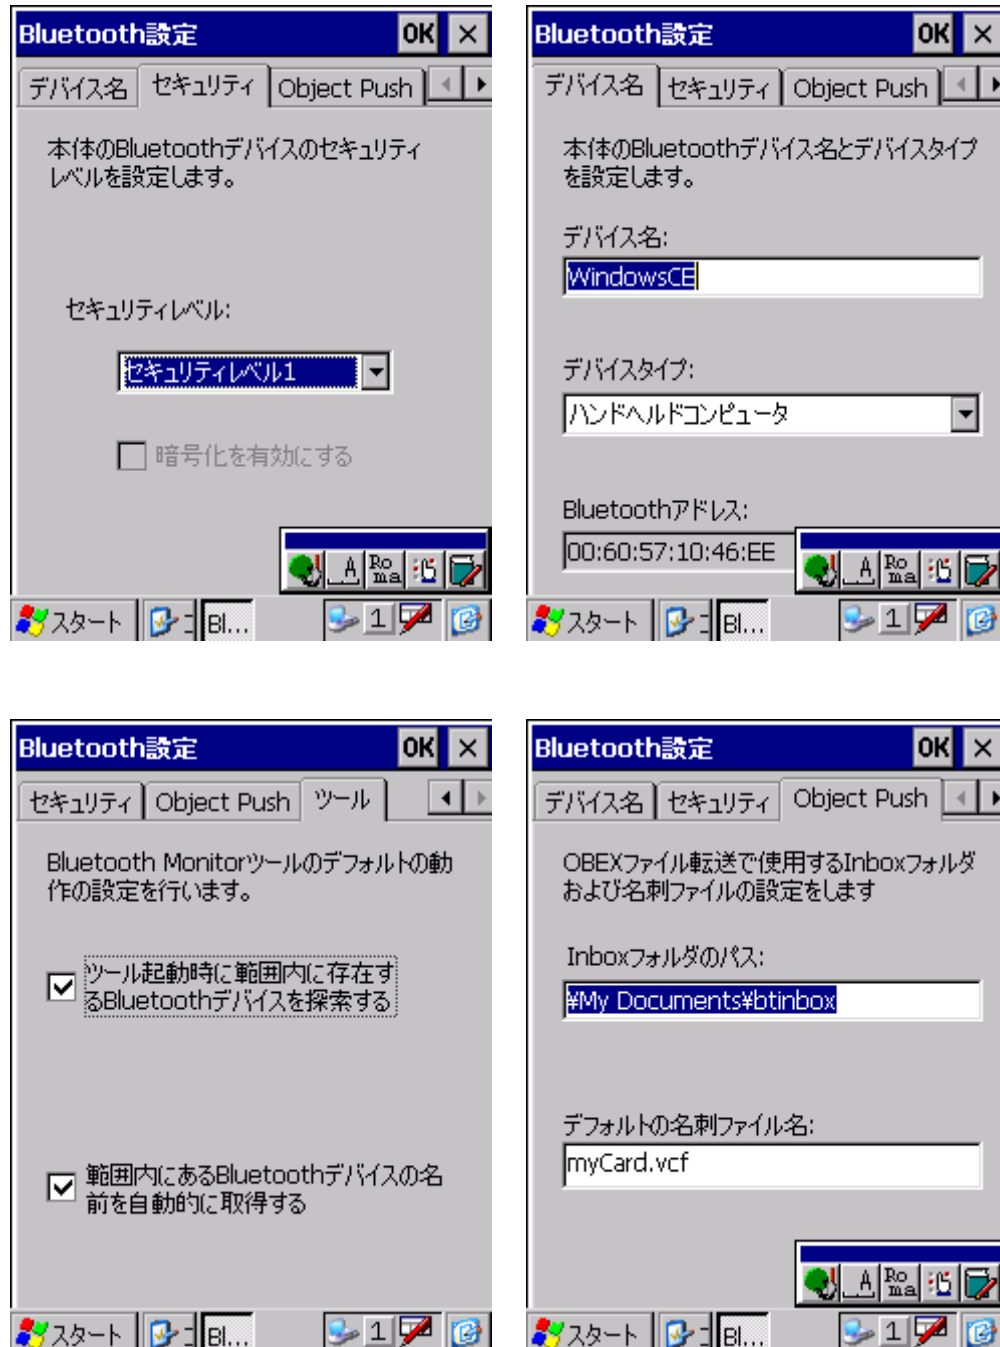 Bluetooth設定 OK ×
デバイス名 セキュリティ Object Push
本体のBluetoothデバイスのセキュリティ
レベルを設定します。
セキュリティレベル:
セキュリティレベル1
暗号化を有効にする
A Ro
ma
スタート コ Bl... 1
Bluetooth設定 OK ×
デバイス名 セキュリティ Object Push
本体のBluetoothデバイス名とデバイスタイプ
を設定します。
デバイス名:
WindowsCE
デバイスタイプ:
ハンドヘルドコンピュータ
Bluetoothアドレス:
00:60:57:10:46:EE
A Ro
ma
スタート コ Bl... 1
Bluetooth設定 OK ×
セキュリティ Object Push ツール
Bluetooth Monitorツールのデフォルトの動
作の設定を行います。
ツール起動時に範囲内に存在す
るBluetoothデバイスを探索する
範囲内にあるBluetoothデバイスの名
前を自動的に取得する
スタート コ Bl... 1
Bluetooth設定 OK ×
デバイス名 セキュリティ Object Push
OBEXファイル転送で使用するInboxフォルダ
および名刺ファイルの設定をします
Inboxフォルダのパス:
¥My Documents¥btinbox
デフォルトの名刺ファイル名:
myCard.vcf
A Ro
ma
スタート コ Bl... 1